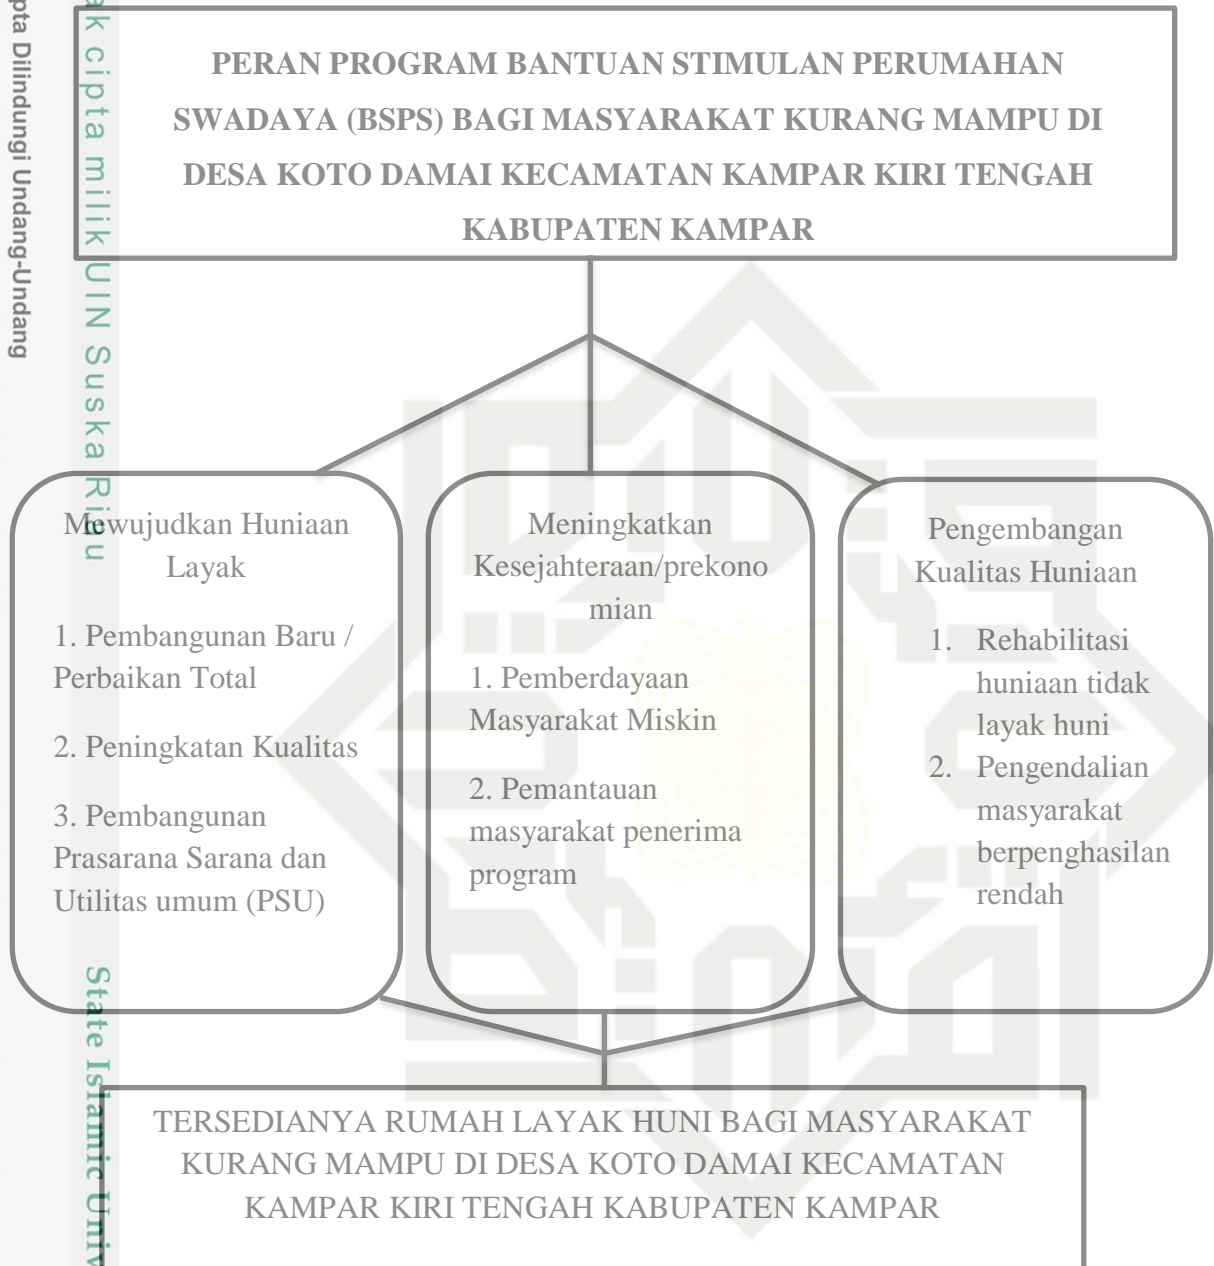 PERAN PROGRAM BANTUAN STIMULAN PERUMAHAN
SWADAYA (BSPS) BAGI MASYARAKAT KURANG MAMPU DI
DESA KOTO DAMAI KECAMATAN KAMPAR KIRI TENGAH
KABUPATEN KAMPAR
Mewujudkan Huniaan
Layak
1. Pembangunan Baru /
Perbaikan Total
2. Peningkatan Kualitas
3. Pembangunan
Prasarana Sarana dan
Utilitas umum (PSU)
Meningkatkan
Kesejahteraan/prekono
mian
1. Pemberdayaan
Masyarakat Miskin
2. Pemantauan
masyarakat penerima
program
Pengembangan
Kualitas Huniaan
1. Rehabilitasi
huniaan tidak
layak huni
2. Pengendalian
masyarakat
berpenghasilan
rendah
TERSEDIANYA RUMAH LAYAK HUNI BAGI MASYARAKAT
KURANG MAMPU DI DESA KOTO DAMAI KECAMATAN
KAMPAR KIRI TENGAH KABUPATEN KAMPAR
pta Dilindungi Undang-Undang
ak cipta milik UIN Suska Riau
State Islamic Univ